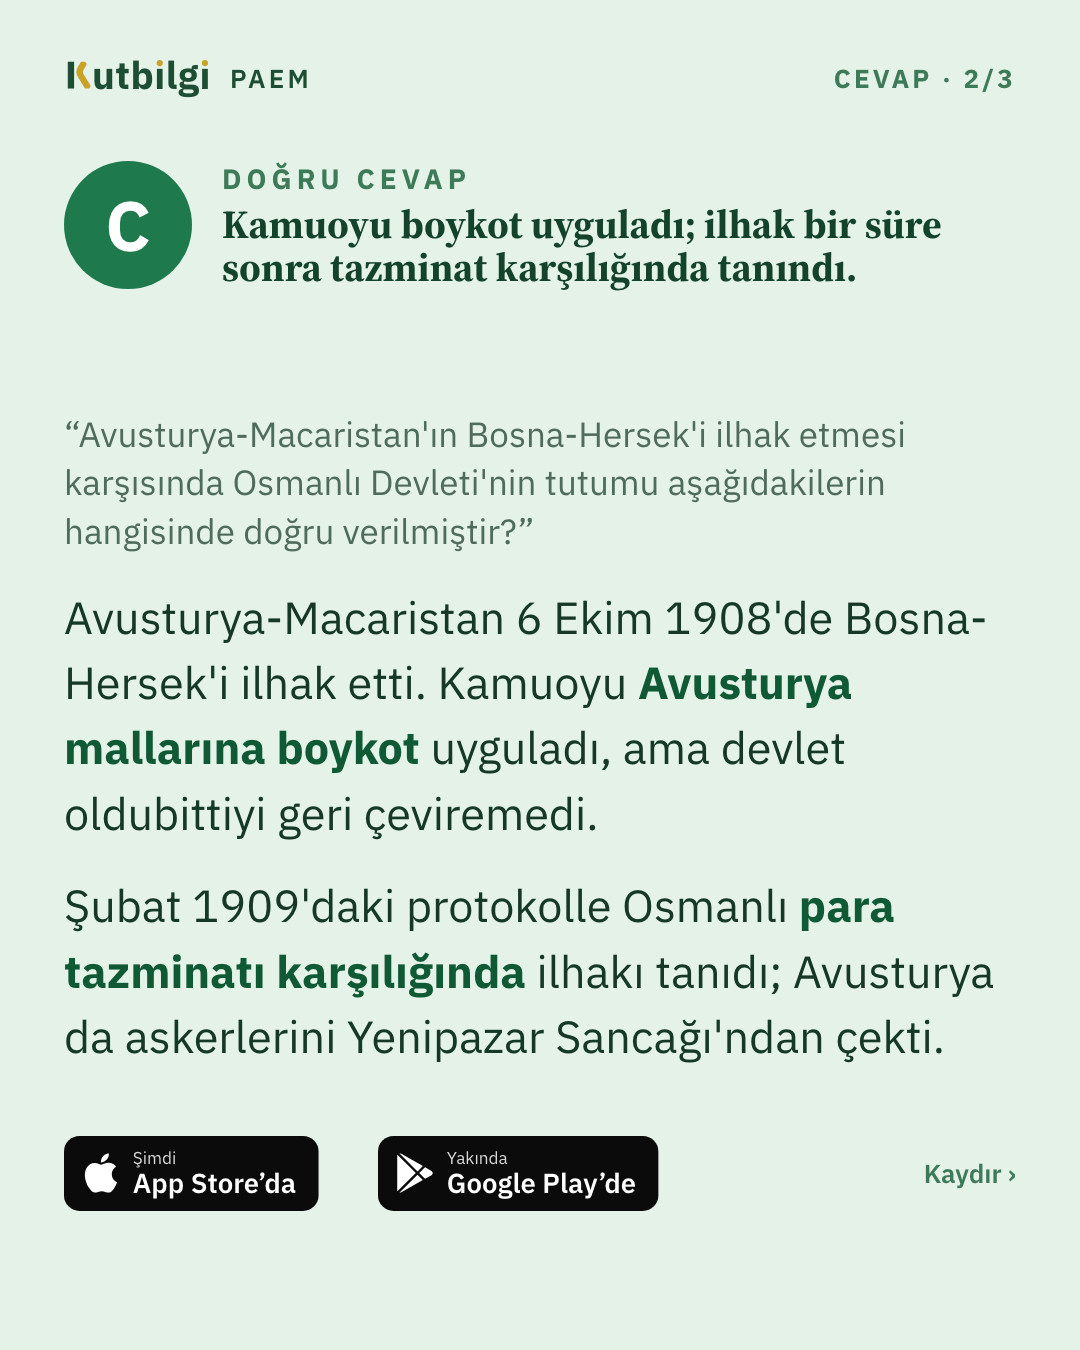 Kutbilgi PAEM
CEVAP · 2/3
C
DOĞRU CEVAP
Kamuoyu boykot uyguladı; ilhak bir süre
sonra tazminat karşılığında tanındı.
“Avusturya-Macaristan'ın Bosna-Hersek'i ilhak etmesi
karşısında Osmanlı Devleti'nin tutumu aşağıdakilerin
hangisinde doğru verilmiştir?”
Avusturya-Macaristan 6 Ekim 1908'de Bosna-
Hersek'i ilhak etti. Kamuoyu Avusturya
mallarına boykot uyguladı, ama devlet
oldubittiyi geri çeviremedi.
Şubat 1909'daki protokolle Osmanlı para
tazminatı karşılığında ilhakı tanıdı; Avusturya
da askerlerini Yenipazar Sancağı'ndan çekti.
Şimdi
App Store’da
Yakında
Google Play’de
Kaydır ›